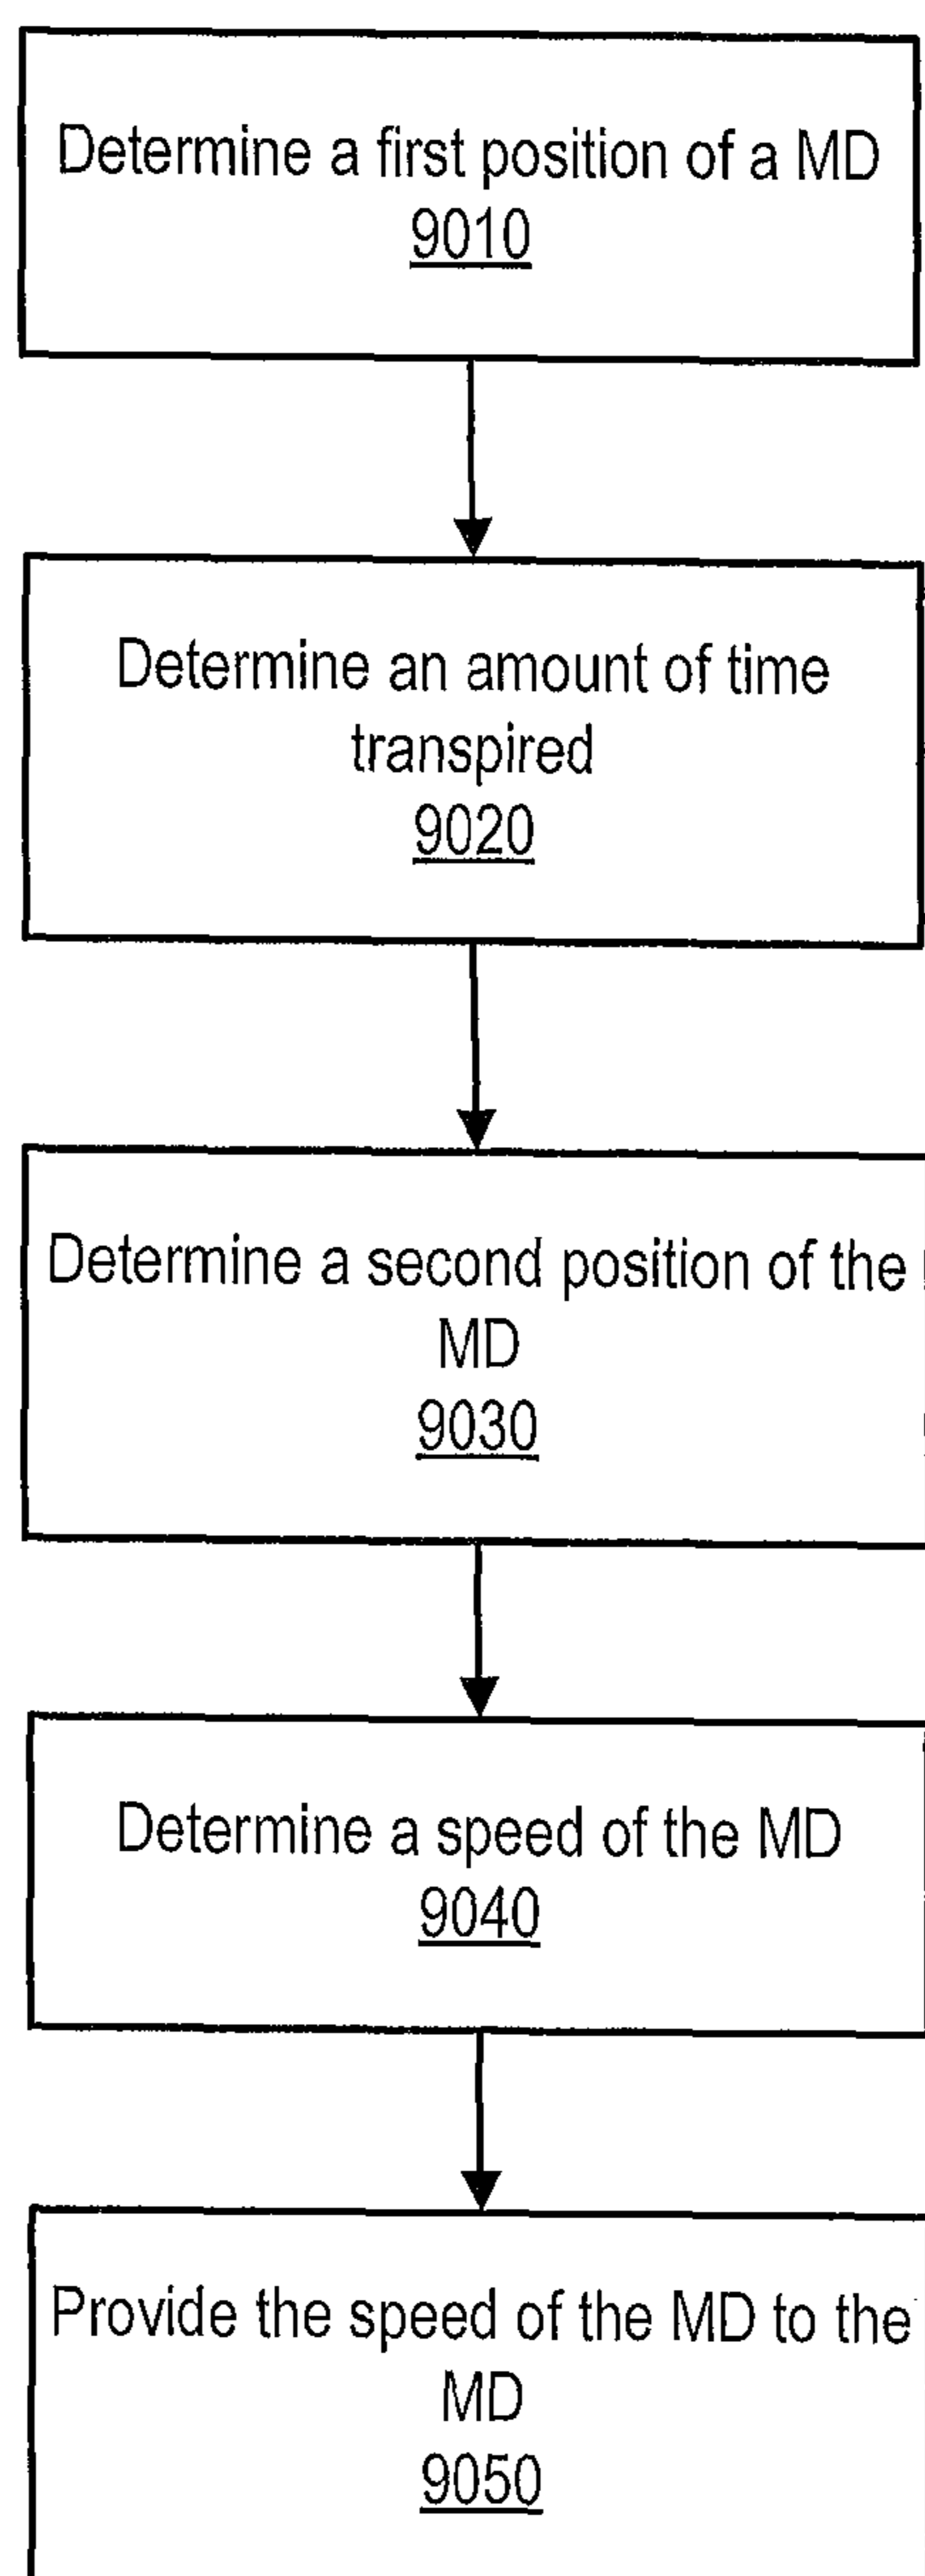 Determine a first position of a MD
9010
Determine an amount of time
transpired
9020
Determine a second position of the
MD
9030
Determine a speed of the MD
9040
Provide the speed of the MD to the
MD
9050